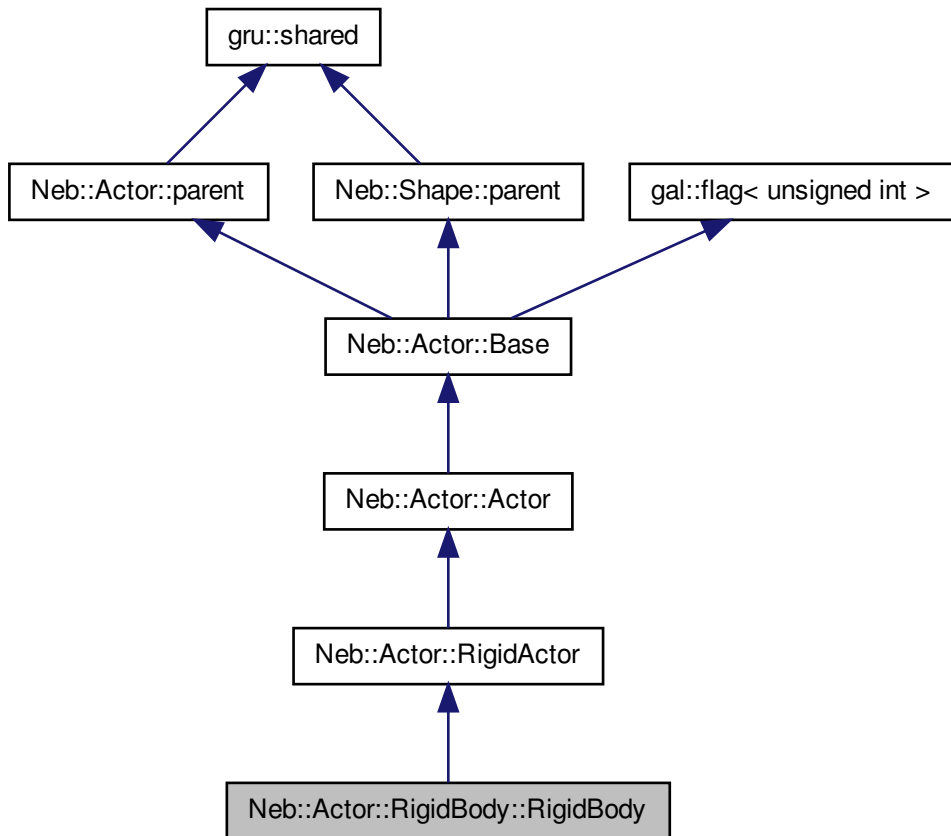 gru::shared
Neb::Actor::parent
Neb::Shape::parent
gal::flag< unsigned int >
Neb::Actor::Base
Neb::Actor::Actor
Neb::Actor::RigidActor
Neb::Actor::RigidBody::RigidBody